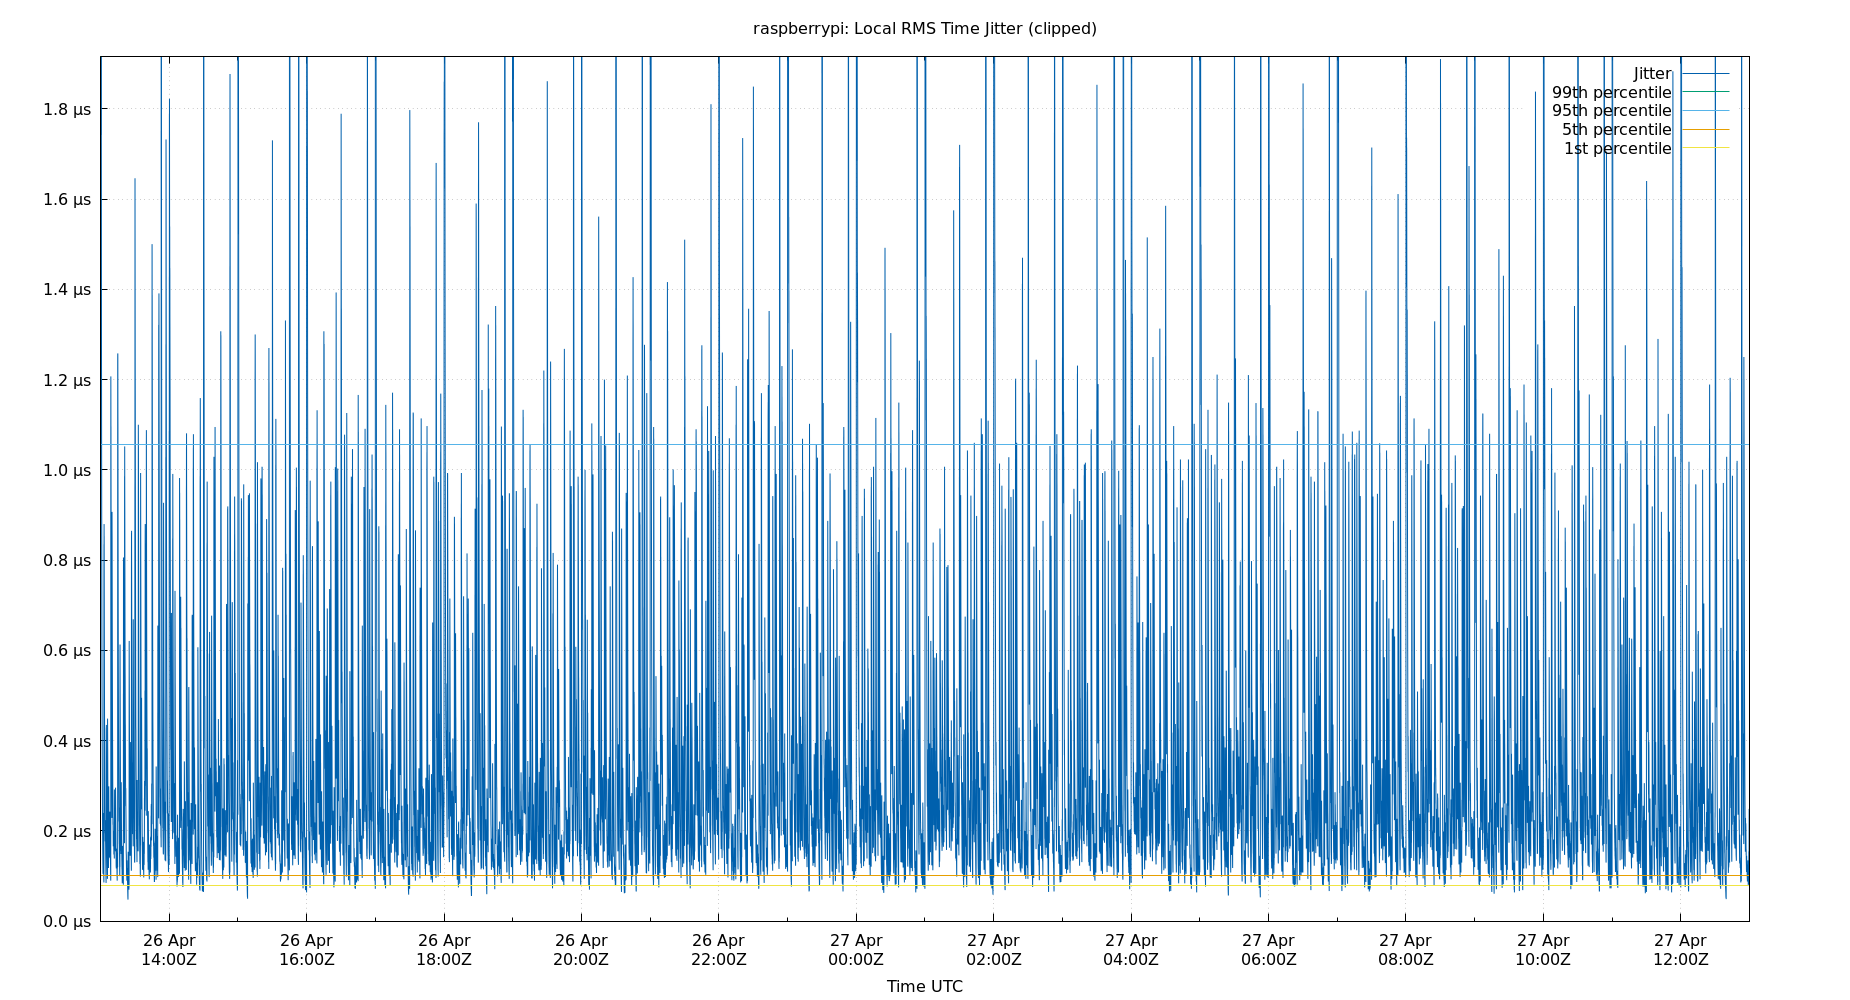 raspberrypi: Local RMS Time Jitter (clipped)
Jitter
99th percentile
95th percentile
5th percentile
1st percentile
1.8 µs
1.6 µs
1.4 µs
1.2 µs
1.0 µs
0.8 µs
0.6 µs
0.4 µs
0.2 µs
0.0 µs
26 Apr 26 Apr 26 Apr 26 Apr 26 Apr 27 Apr 27 Apr 27 Apr 27 Apr 27 Apr 27 Apr 27 Apr
14:00Z 16:00Z 18:00Z 20:00Z 22:00Z 00:00Z 02:00Z 04:00Z 06:00Z 08:00Z 10:00Z 12:00Z
Time UTC